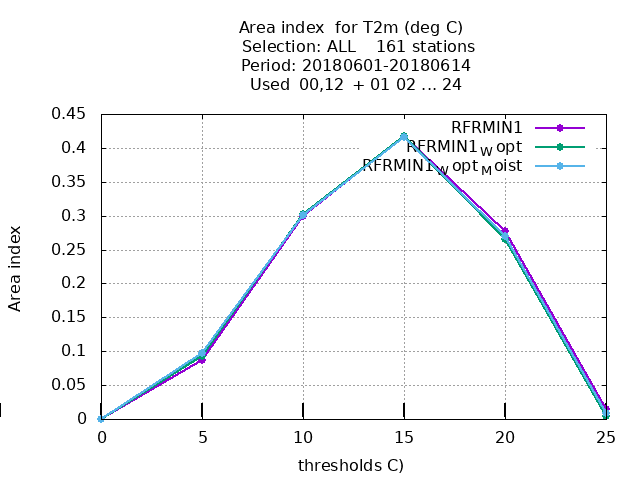 Area index  for T2m (deg C)
Selection: ALL    161 stations
Period: 20180601-20180614
Used  00,12  + 01 02 ... 24
0.45
0.4
0.35
0.3
0.25
0.2
0.15
0.1
0.05
0
Area index
RFRMIN1
RFRMIN1Wopt
RFRMIN1WoptMoist
0 5 10 15 20 25
thresholds C)